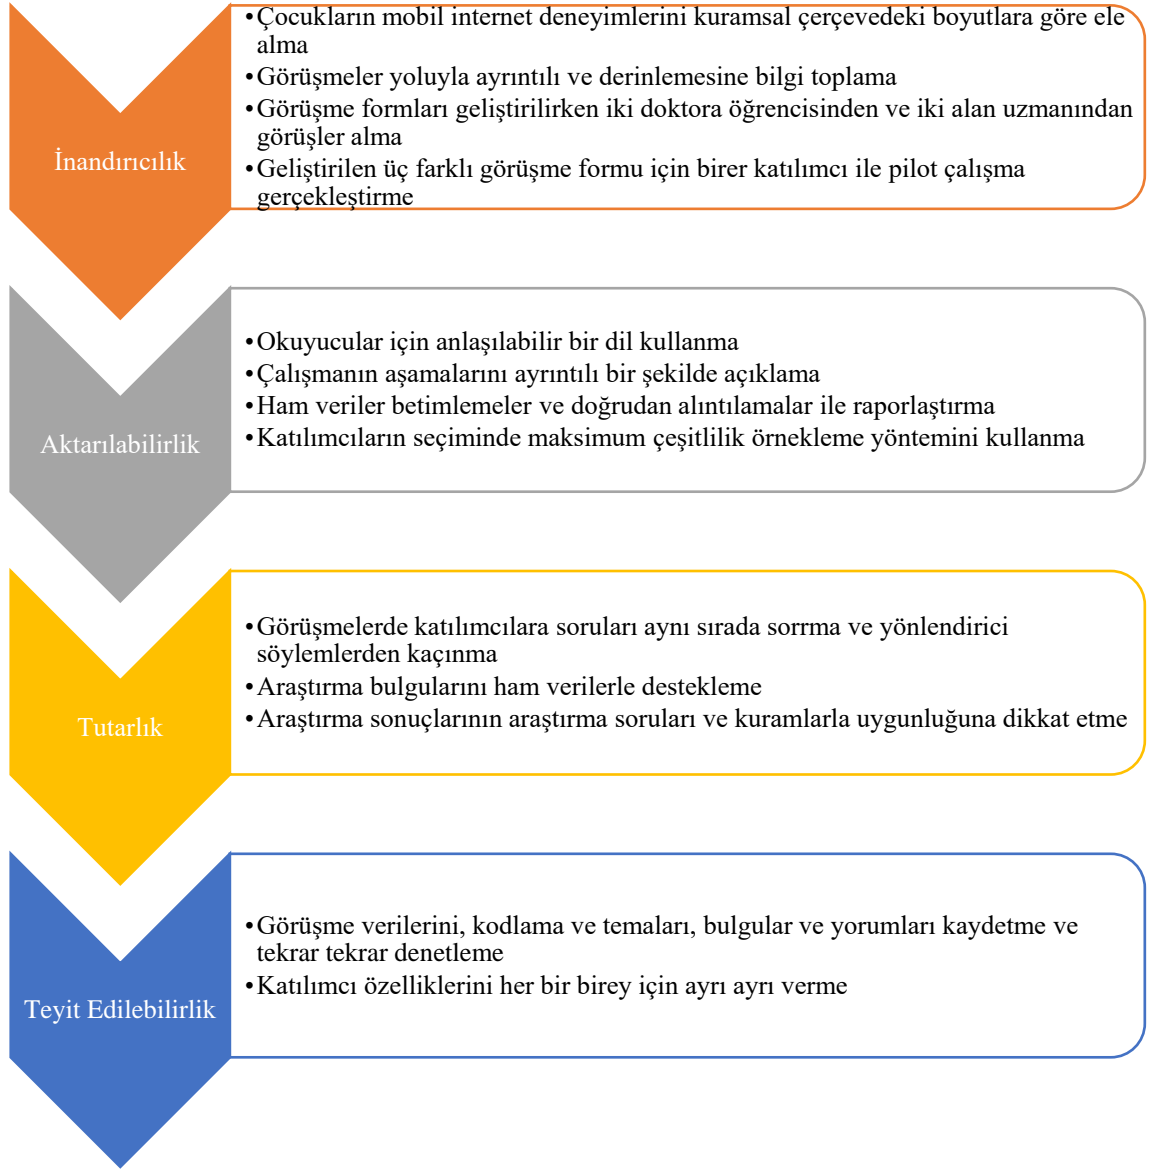 İnandırıcılık
•Çocukların mobil internet deneyimlerini kuramsal çerçevedeki boyutlara göre ele
alma
•Görüşmeler yoluyla ayrıntılı ve derinlemesine bilgi toplama
•Görüşme formları geliştirilirken iki doktora öğrencisinden ve iki alan uzmanından
görüşler alma
•Geliştirilen üç farklı görüşme formu için birer katılımcı ile pilot çalışma
gerçekleştirme
Aktarılabilirlik
•Okuyucular için anlaşılabilir bir dil kullanma
•Çalışmanın aşamalarını ayrıntılı bir şekilde açıklama
•Ham veriler betimlemeler ve doğrudan alıntılamalar ile raporlaştırma
•Katılımcıların seçiminde maksimum çeşitlilik örnekleme yöntemini kullanma
Tutarlık
•Görüşmelerde katılımcılara soruları aynı sırada sorrma ve yönlendirici
söylemlerden kaçınma
•Araştırma bulgularını ham verilerle destekleme
•Araştırma sonuçlarının araştırma soruları ve kuramlarla uygunluğuna dikkat etme
Teyit Edilebilirlik
•Görüşme verilerini, kodlama ve temaları, bulgular ve yorumları kaydetme ve
tekrar tekrar denetleme
•Katılımcı özelliklerini her bir birey için ayrı ayrı verme